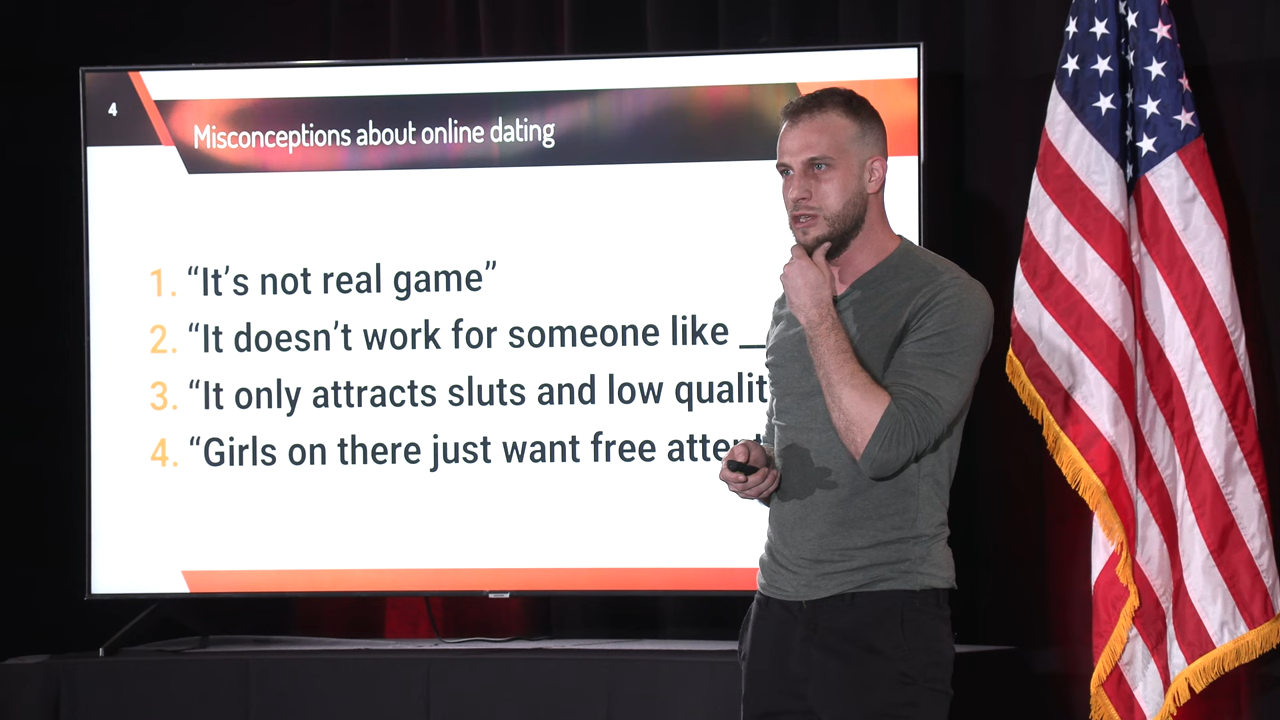 4
Misconceptions about online dating
1. “It’s not real game”
2. “It doesn’t work for someone like __
3. “It only attracts sluts and low qualit
4. “Girls on there just want free atten